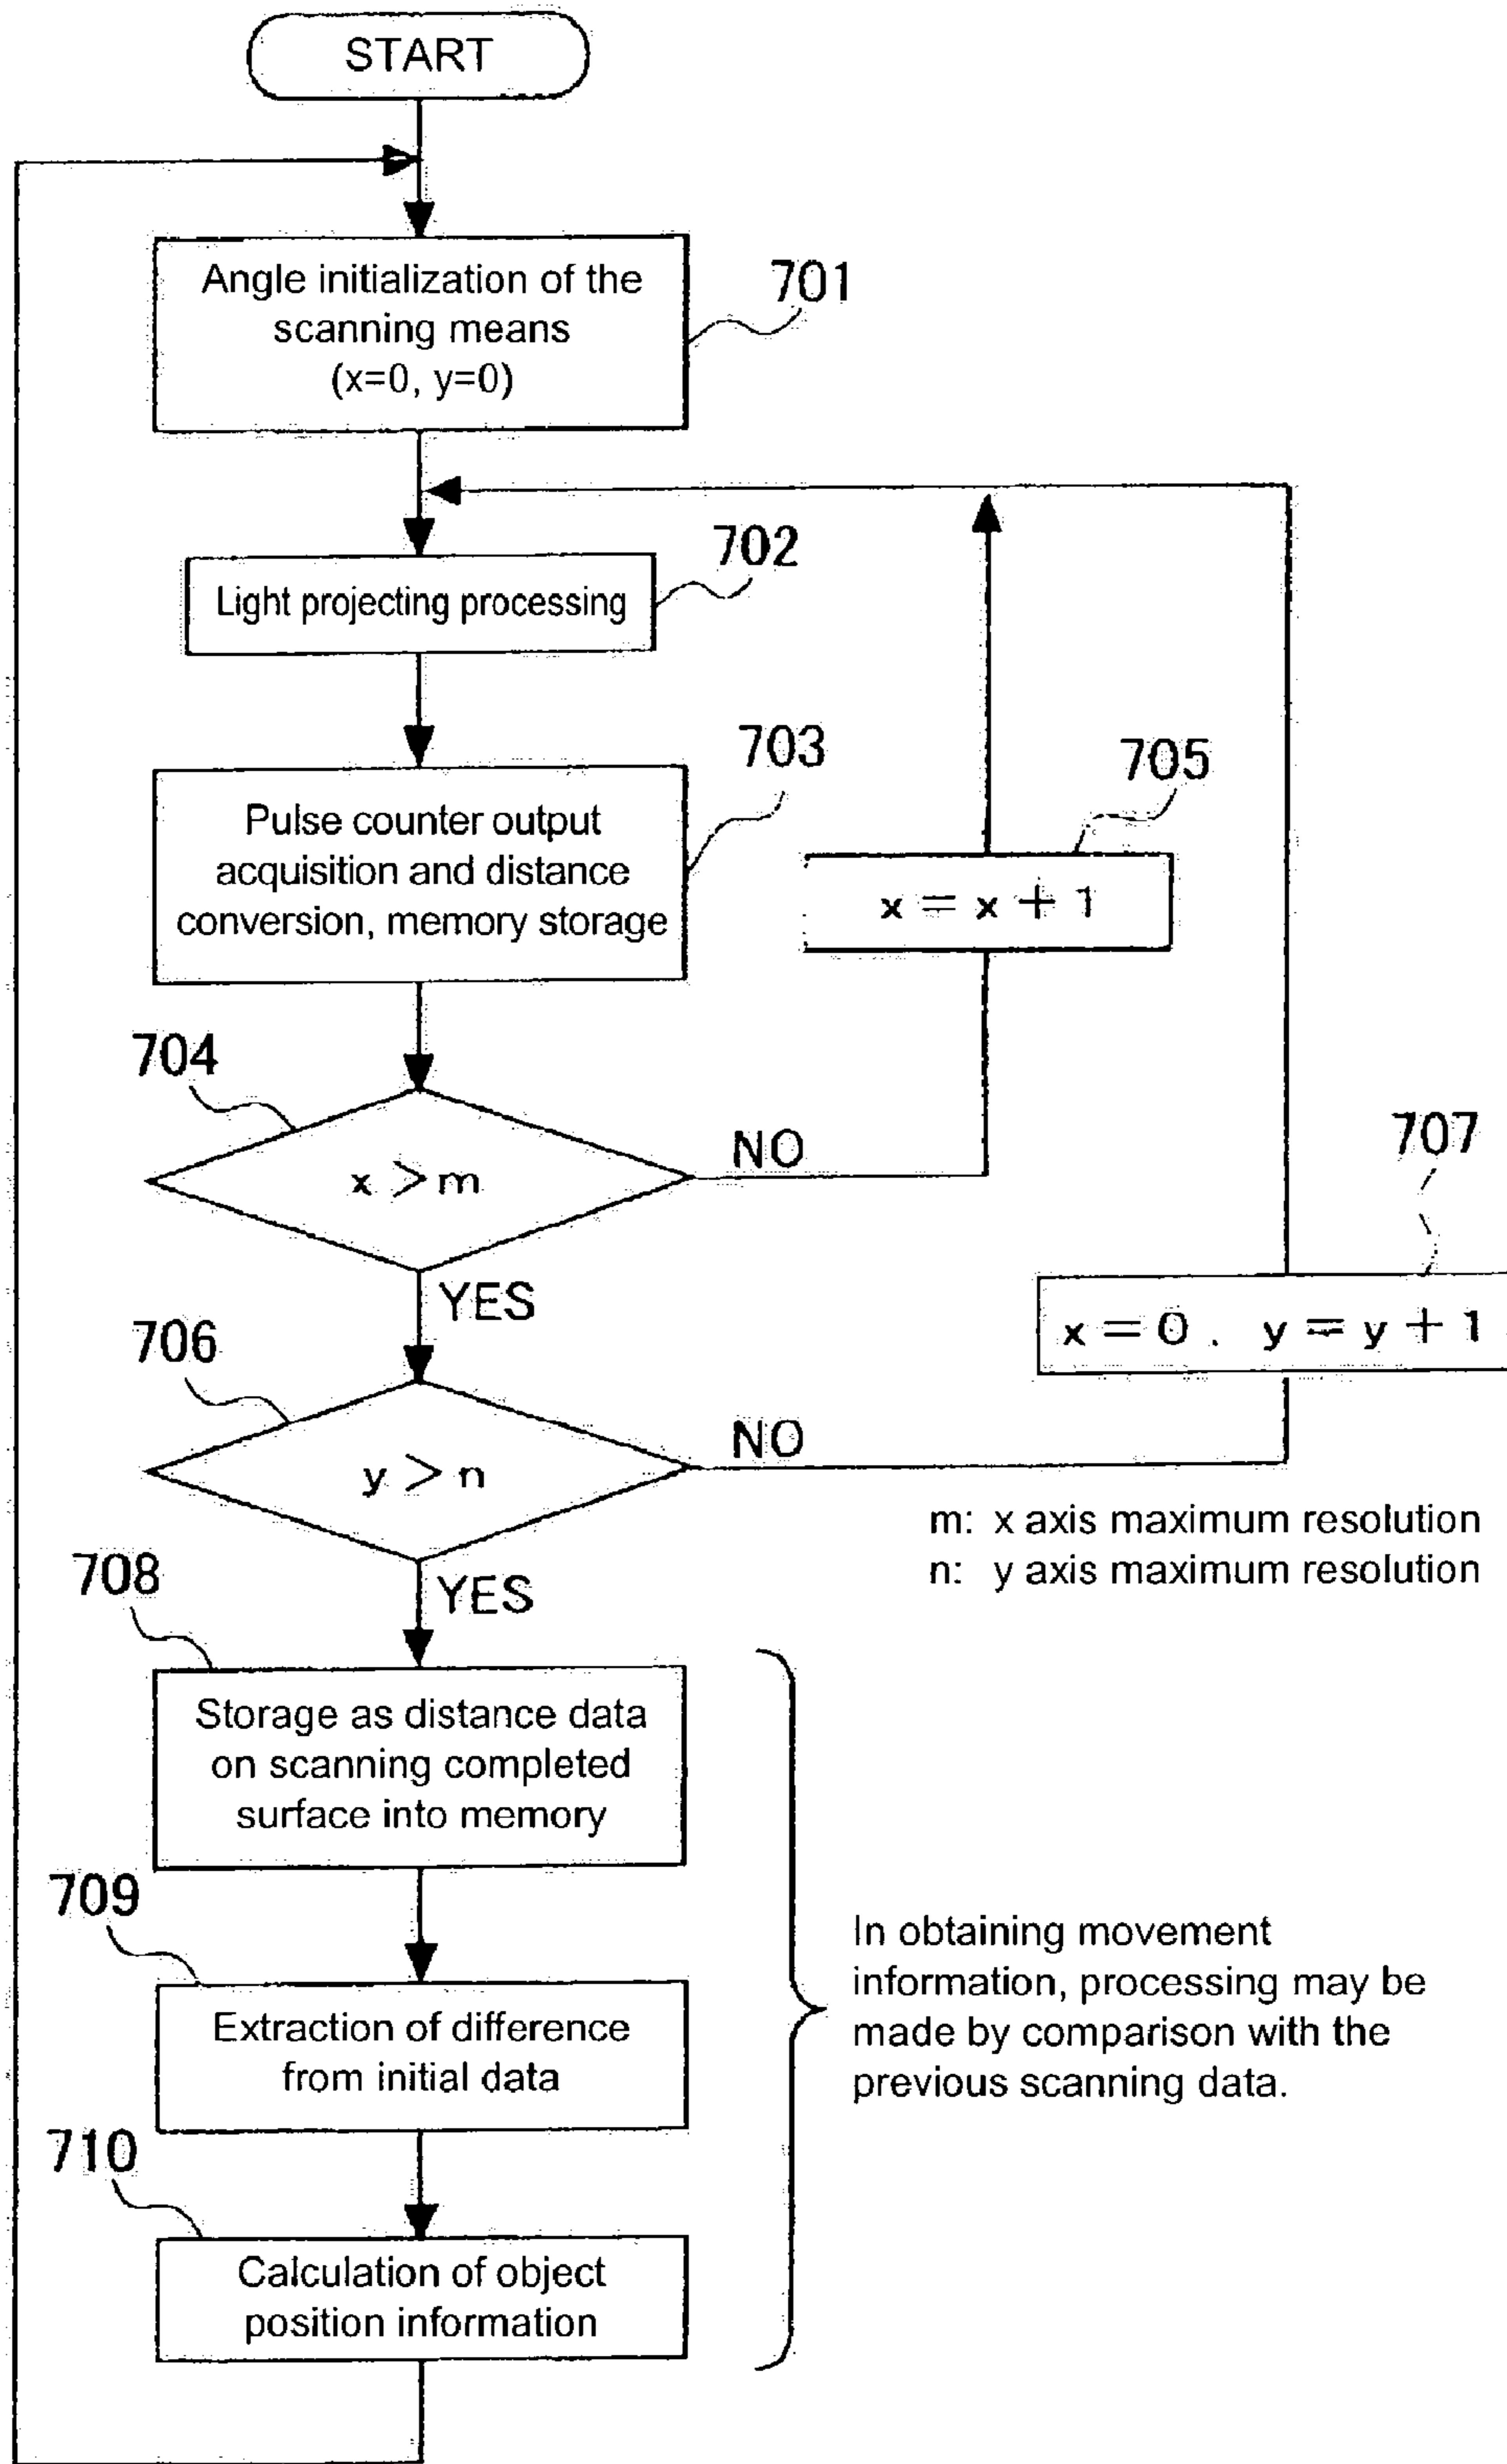 START
Angle initialization of the
scanning means
(x=0, y=0)
701
702
Light projecting processing
703
Pulse counter output
acquisition and distance
conversion, memory storage
705
x = x + 1
704
x > m
NO
YES
707
x = 0 . y = y + 1
706
y > n
NO
YES
m: x axis maximum resolution
n: y axis maximum resolution
708
Storage as distance data
on scanning completed
surface into memory
709
Extraction of difference
from initial data
In obtaining movement
information, processing may be
made by comparison with the
previous scanning data.
710
Calculation of object
position information